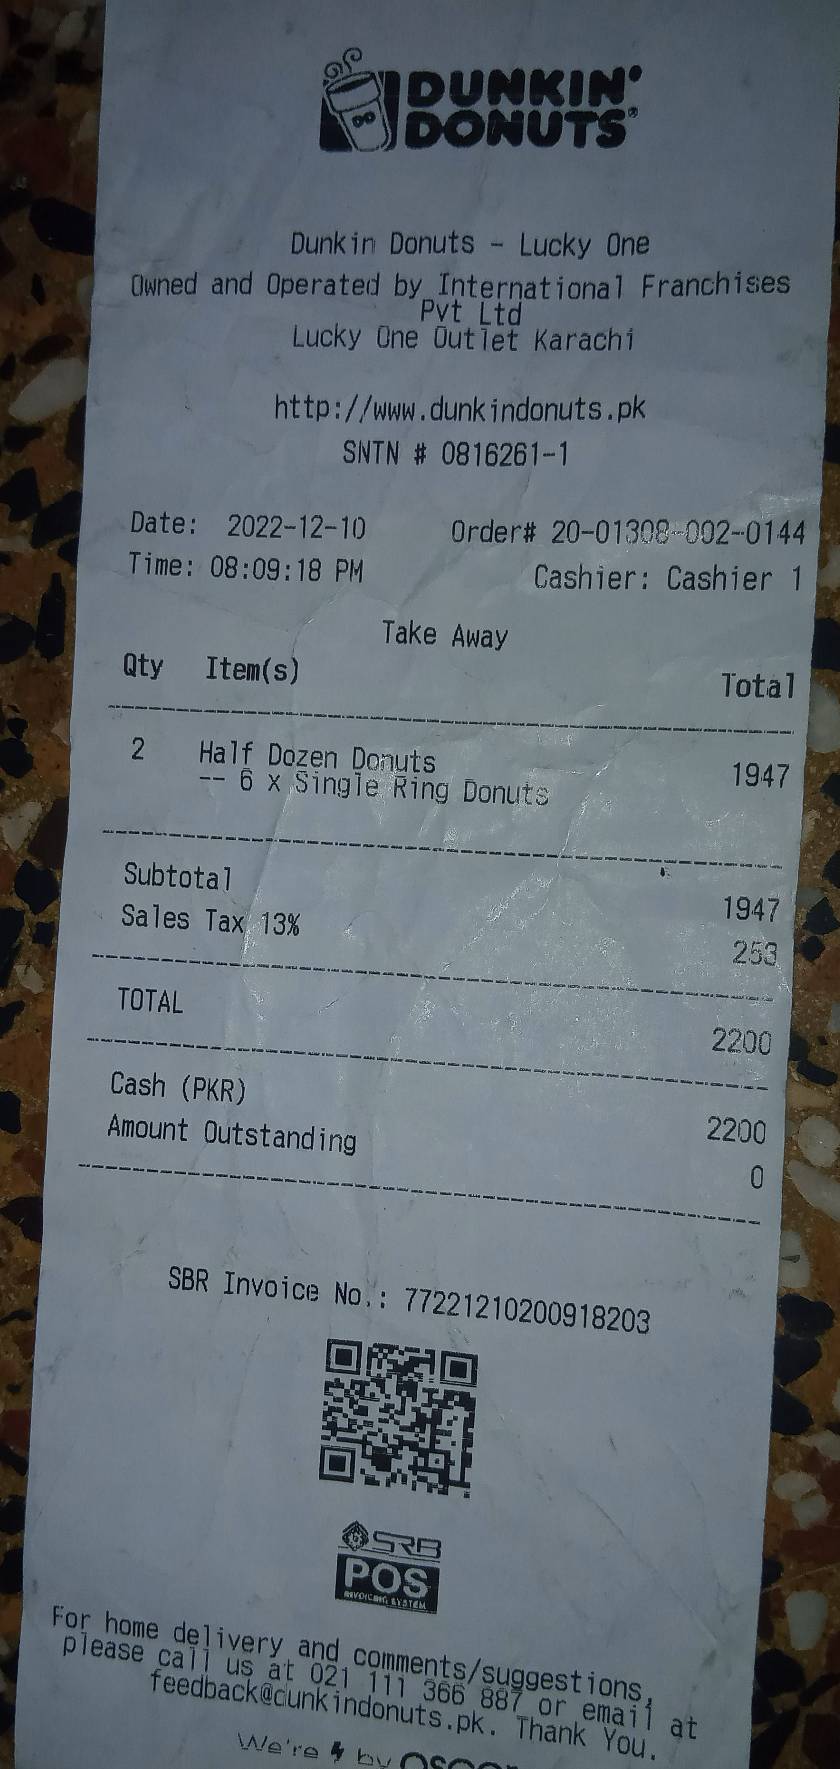 DUNKIN'
DONUTS®
Dunkin Donuts - Lucky One
Owned and Operated by International Franchises
Pvt Ltd
Lucky One Outlet Karachi
http://www.dunkindonuts.pk
SNTN # 0816261-1
Date: 2022-12-10 Order# 20-01308-002-0144
Time: 08:09:18 PM Cashier: Cashier 1
Take Away
Qty Item(s) Total
2 Half Dozen Donuts 1947
-- 6 x Single Ring Donuts
Subtotal 1947
Sales Tax 13% 253
TOTAL 2200
Cash (PKR) 2200
Amount Outstanding 0
SBR Invoice No.: 77221210200918203
SRB
POS
INVOICING SYSTEM
For home delivery and comments/suggestions,
please call us at 021 111 366 887 or email at
feedback@dunkindonuts.pk. Thank You.
We're by